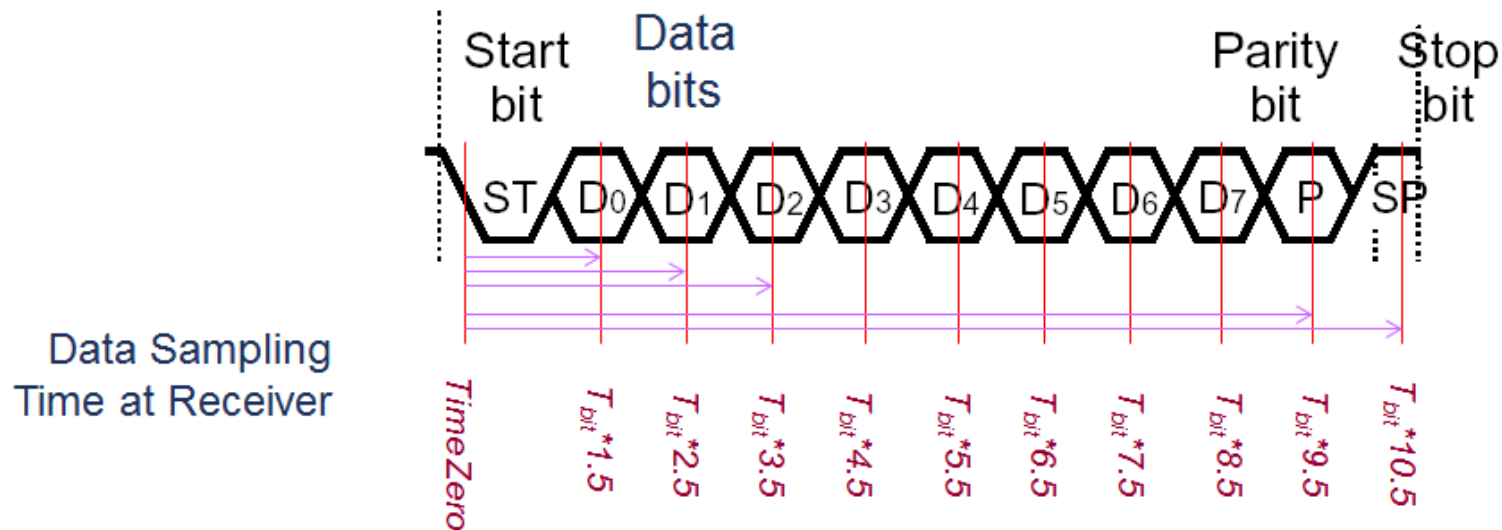 Start
bit
Data
bits
Parity
bit
Stop
bit
ST D0 D1 D2 D3 D4 D5 D6 D7 P SP
Data Sampling
Time at Receiver
TimeZero
Tbit*1.5
Tbit*2.5
Tbit*3.5
Tbit*4.5
Tbit*5.5
Tbit*6.5
Tbit*7.5
Tbit*8.5
Tbit*9.5
Tbit*10.5